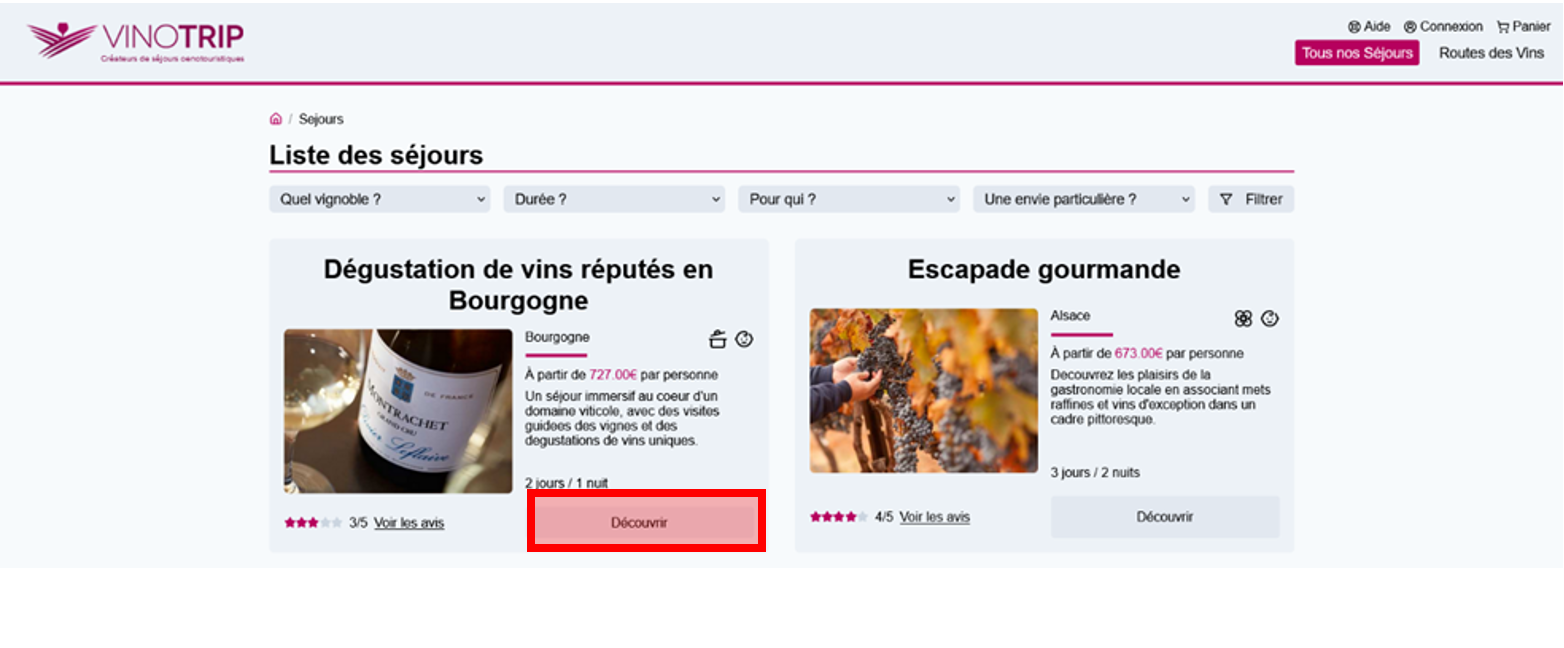 VINOTRIP
Créateurs de séjours oenotouristiques
Aide Connexion Panier
Tous nos Séjours Routes des Vins
/ Sejours
Liste des séjours
Quel vignoble ? Durée ? Pour qui ? Une envie particulière ? Filtrer
Dégustation de vins réputés en
Bourgogne
MONTRACHET
GRAND CRU
DE FRANCE
Olivier Leflaive
Bourgogne
À partir de 727.00€ par personne
Un séjour immersif au coeur d'un
domaine viticole, avec des visites
guidees des vignes et des
degustations de vins uniques.
2 jours / 1 nuit
3/5 Voir les avis
Découvrir
Escapade gourmande
Alsace
À partir de 673.00€ par personne
Decouvrez les plaisirs de la
gastronomie locale en associant mets
raffines et vins d'exception dans un
cadre pittoresque.
3 jours / 2 nuits
4/5 Voir les avis
Découvrir